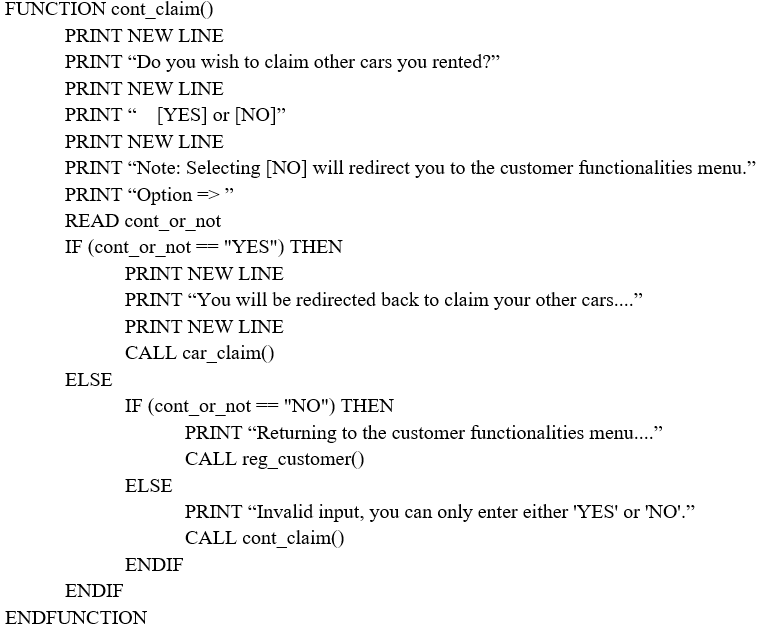 FUNCTION cont_claim()
PRINT NEW LINE
PRINT “Do you wish to claim other cars you rented?”
PRINT NEW LINE
PRINT “    [YES] or [NO]”
PRINT NEW LINE
PRINT “Note: Selecting [NO] will redirect you to the customer functionalities menu.”
PRINT “Option => ”
READ cont_or_not
IF (cont_or_not == "YES") THEN
PRINT NEW LINE
PRINT “You will be redirected back to claim your other cars....”
PRINT NEW LINE
CALL car_claim()
ELSE
IF (cont_or_not == "NO") THEN
PRINT “Returning to the customer functionalities menu....”
CALL reg_customer()
ELSE
PRINT “Invalid input, you can only enter either 'YES' or 'NO'.”
CALL cont_claim()
ENDIF
ENDIF
ENDFUNCTION